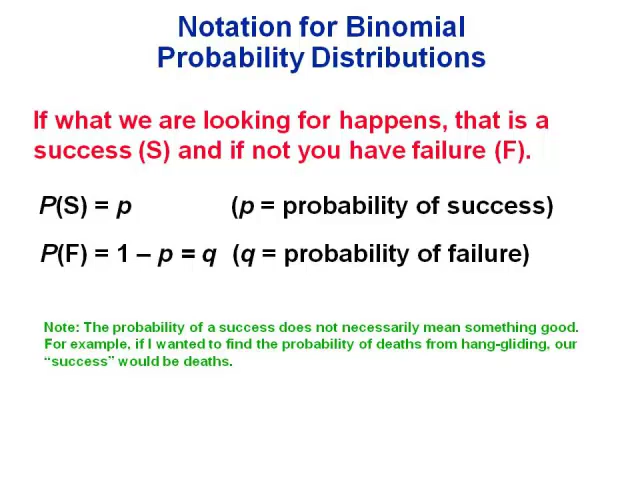 Notation for Binomial
Probability Distributions
If what we are looking for happens, that is a
success (S) and if not you have failure (F).
P(S) = p (p = probability of success)
P(F) = 1 – p = q (q = probability of failure)
Note: The probability of a success does not necessarily mean something good.
For example, if I wanted to find the probability of deaths from hang-gliding, our
“success” would be deaths.